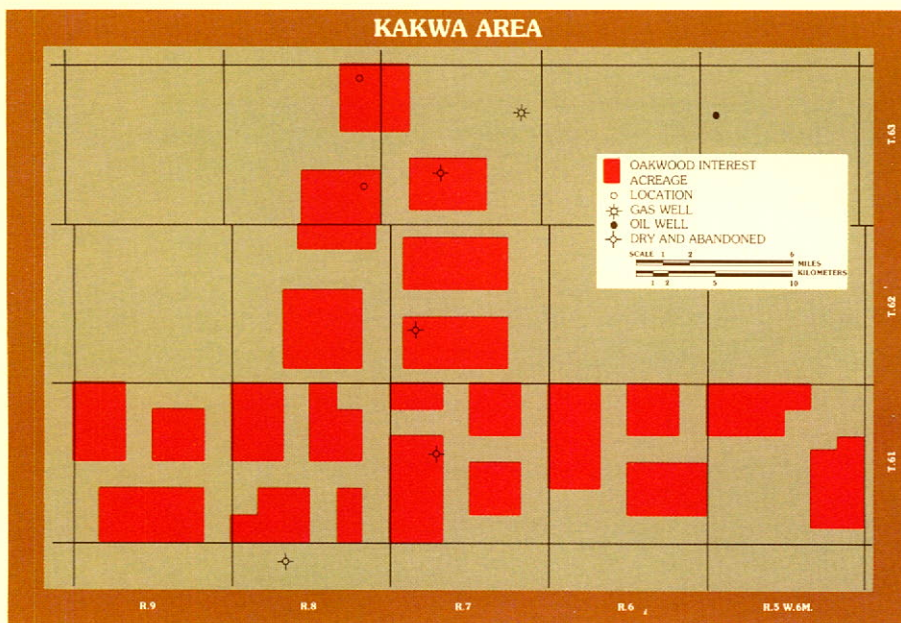 KAKWA AREA
T.63
OAKWOOD INTEREST
ACREAGE
LOCATION
GAS WELL
OIL WELL
DRY AND ABANDONED
SCALE 1 2 6
MILES
KILOMETERS
1 2 5 10
T.62
T.61
R.9 R.8 R.7 R.6 R.5 W.6M.